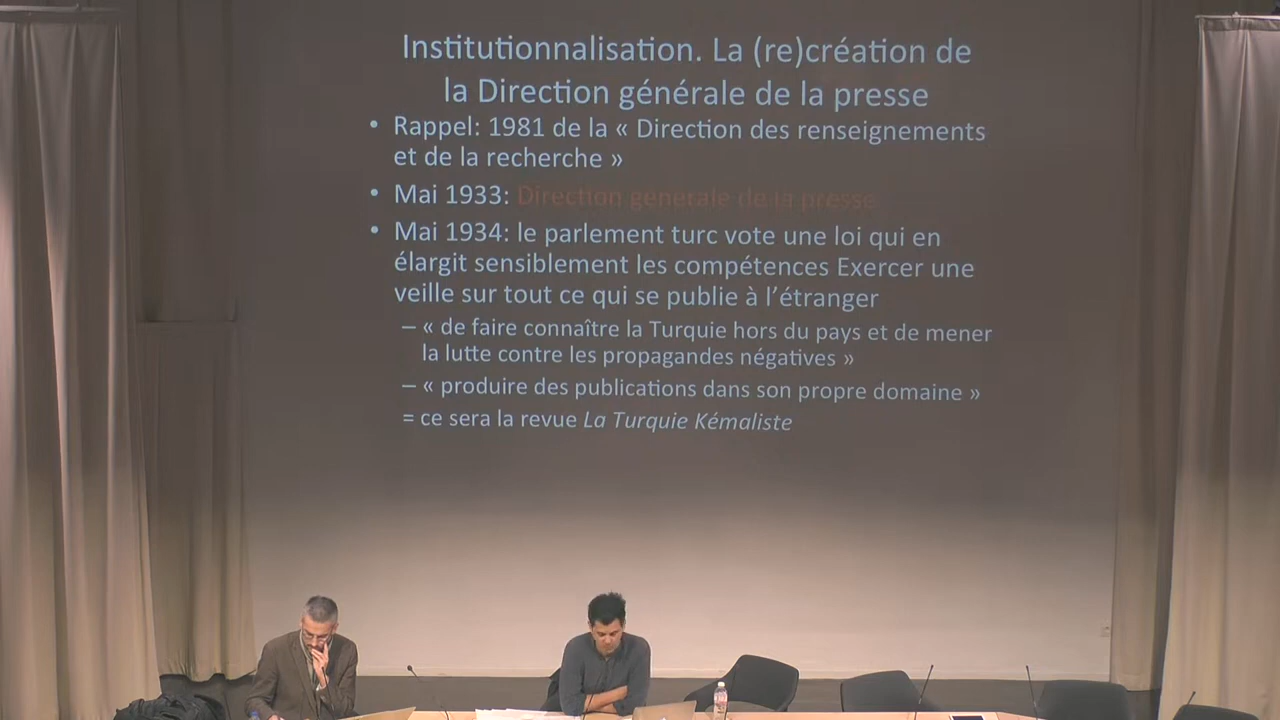 Institutionnalisation. La (re)création de
la Direction générale de la presse
• Rappel: 1981 de la « Direction des renseignements
et de la recherche »
• Mai 1933: Direction générale de la presse
• Mai 1934: le parlement turc vote une loi qui en
élargit sensiblement les compétences Exercer une
veille sur tout ce qui se publie à l’étranger
– « de faire connaître la Turquie hors du pays et de mener
la lutte contre les propagandes négatives »
– « produire des publications dans son propre domaine »
= ce sera la revue La Turquie Kémaliste